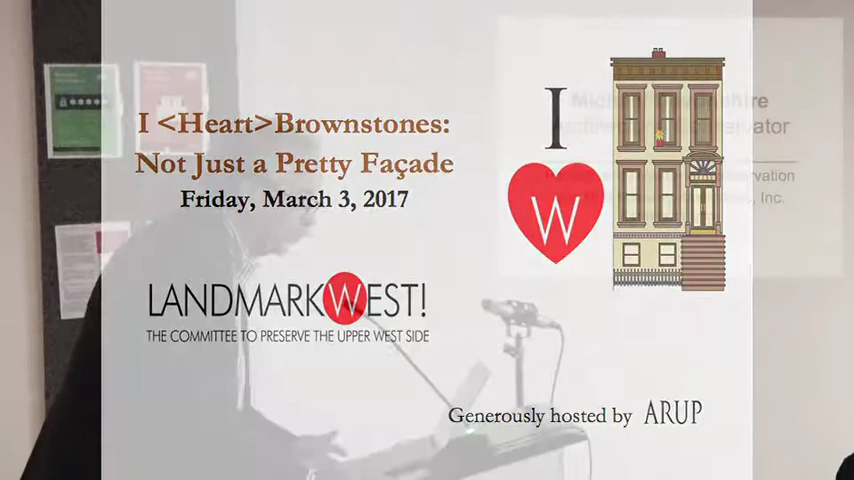 I <Heart>Brownstones:
Not Just a Pretty Façade
Friday, March 3, 2017
I
W
LANDMARKWEST!
THE COMMITTEE TO PRESERVE THE UPPER WEST SIDE
Generously hosted by ARUP
Inc.